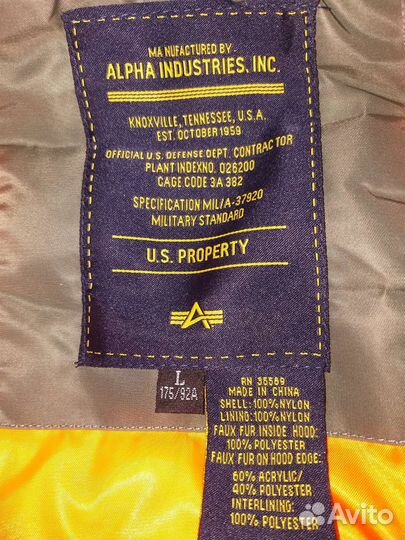 MA NUFACTURED BY
ALPHA INDUSTRIES, INC.
KNOXVILLE, TENNESSEE, U.S.A.
EST. OCTOBER 1959
OFFICIAL U.S. DEFENSE DEPT. CONTRACTOR
PLANT INDEXNO. 026200
CAGE CODE 3A 382
SPECIFICATION MIL/A-37920
MILITARY STANDARD
U.S. PROPERTY
L
175/92A
RN 35589
MADE IN CHINA
SHELL: 100%NYLON
LINING: 100%NYLON
FAUX FUR INSIDE HOOD:
100% POLYESTER
FAUX FUR ON HOOD EDGE:
60% ACRYLIC/
40% POLYESTER
INTERLINING:
100% POLYESTER
Avito